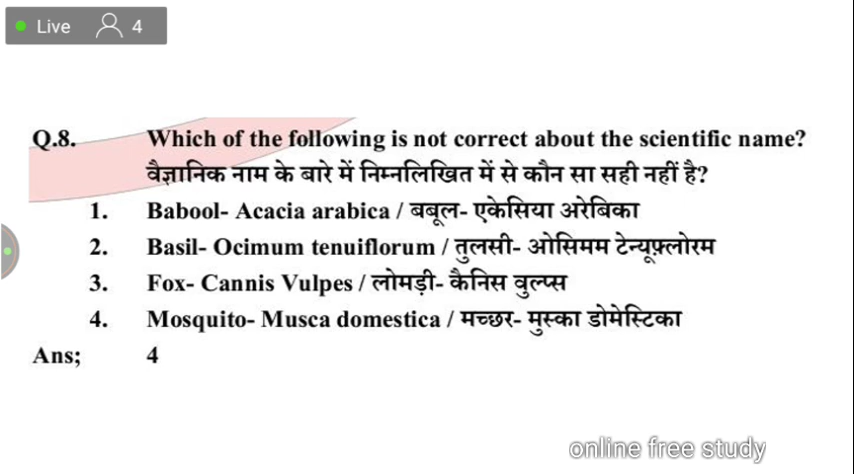 Live 4
Q.8. Which of the following is not correct about the scientific name?
वैज्ञानिक नाम के बारे में निम्नलिखित में से कौन सा सही नहीं है?
1. Babool- Acacia arabica / बबूल- एकेसिया अरेबिका
2. Basil- Ocimum tenuiflorum / तुलसी- ओसिमम टेन्यूफ़्लोरम
3. Fox- Cannis Vulpes / लोमड़ी- कैनिस वुल्प्स
4. Mosquito- Musca domestica / मच्छर- मुस्का डोमेस्टिका
Ans; 4
online free study